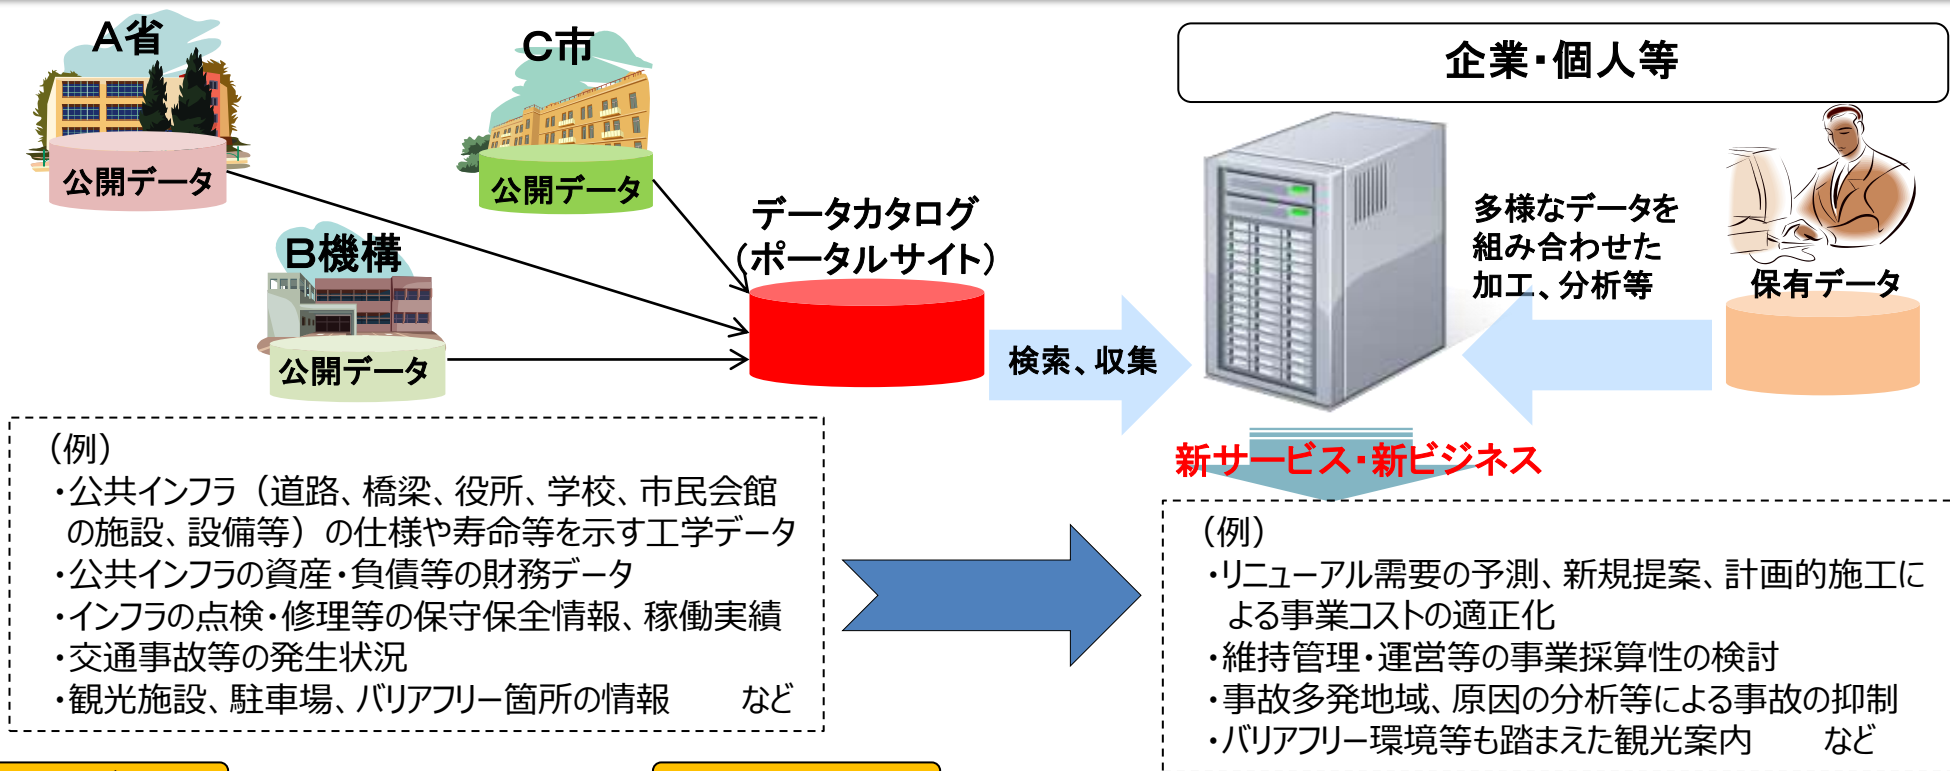 A省
公開データ
C市
公開データ
B機構
公開データ
データカタログ
（ポータルサイト）
検索、収集
企業・個人等
多様なデータを
組み合わせた
加工、分析等
保有データ
新サービス・新ビジネス
（例）
・公共インフラ（道路、橋梁、役所、学校、市民会館
の施設、設備等）の仕様や寿命等を示す工学データ
・公共インフラの資産・負債等の財務データ
・インフラの点検・修理等の保守保全情報、稼働実績
・交通事故等の発生状況
・観光施設、駐車場、バリアフリー箇所の情報　　など
（例）
・リニューアル需要の予測、新規提案、計画的施工に
よる事業コストの適正化
・維持管理・運営等の事業採算性の検討
・事故多発地域、原因の分析等による事故の抑制
・バリアフリー環境等も踏まえた観光案内　　など